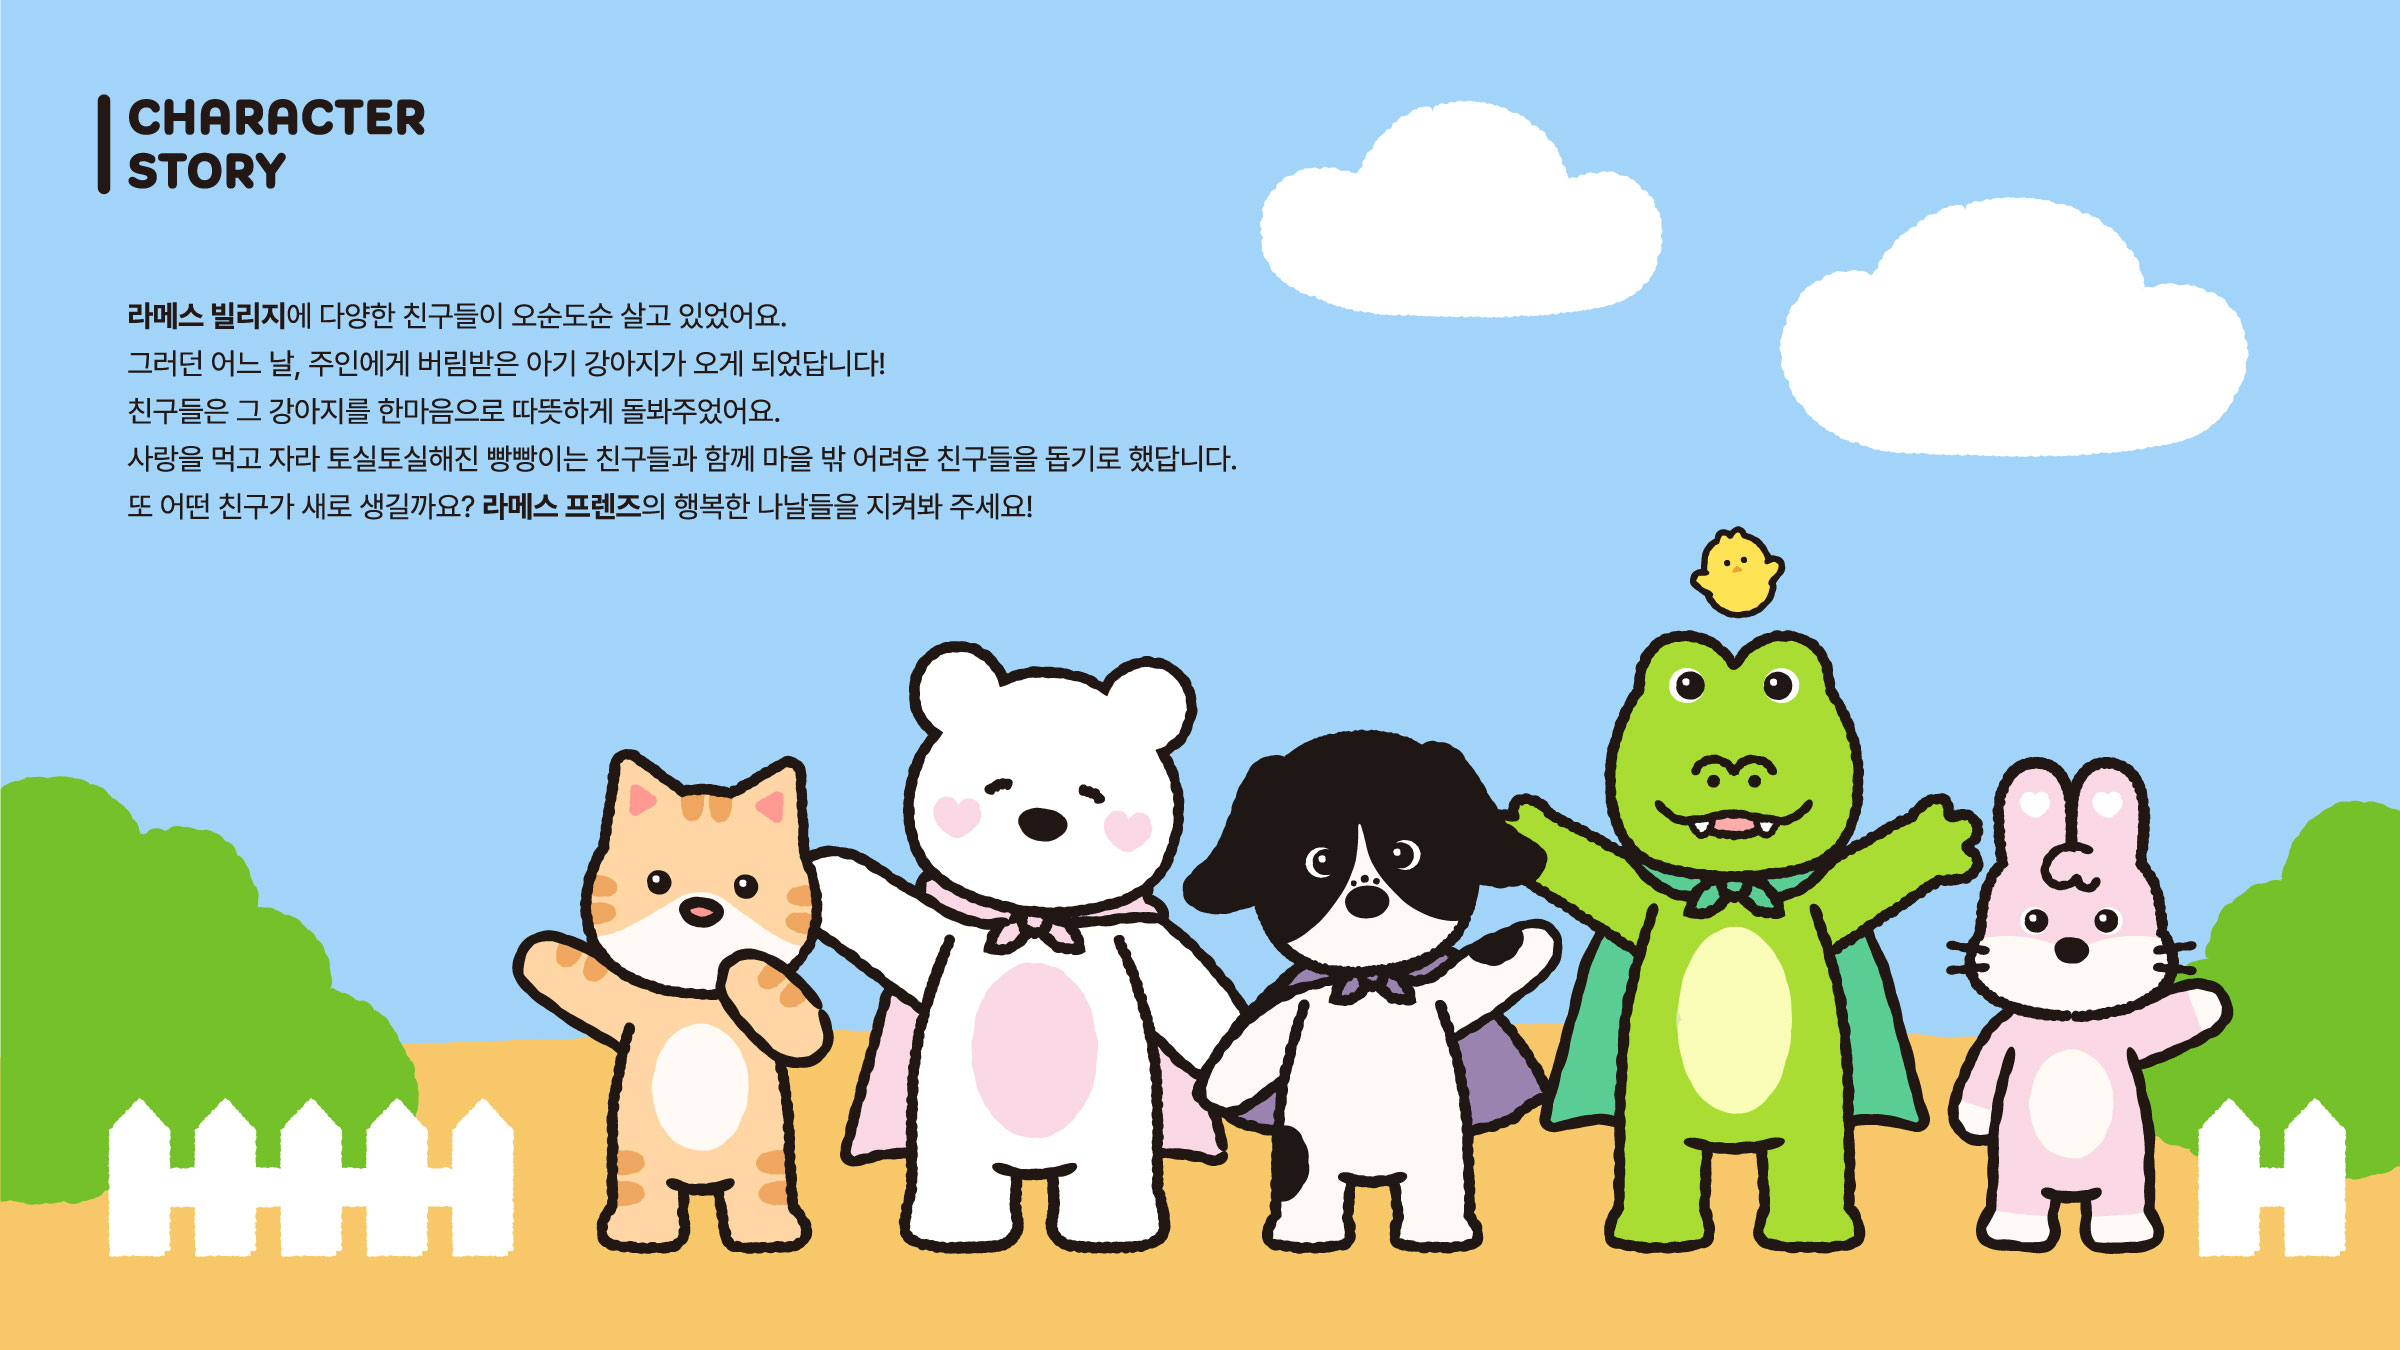 CHARACTER
STORY
라메스 빌리지에 다양한 친구들이 오순도순 살고 있었어요.
그러던 어느 날, 주인에게 버림받은 아기 강아지가 오게 되었답니다!
친구들은 그 강아지를 한마음으로 따뜻하게 돌봐주었어요.
사랑을 먹고 자라 토실토실해진 빵빵이는 친구들과 함께 마을 밖 어려운 친구들을 돕기로 했답니다.
또 어떤 친구가 새로 생길까요? 라메스 프렌즈의 행복한 나날들을 지켜봐 주세요!